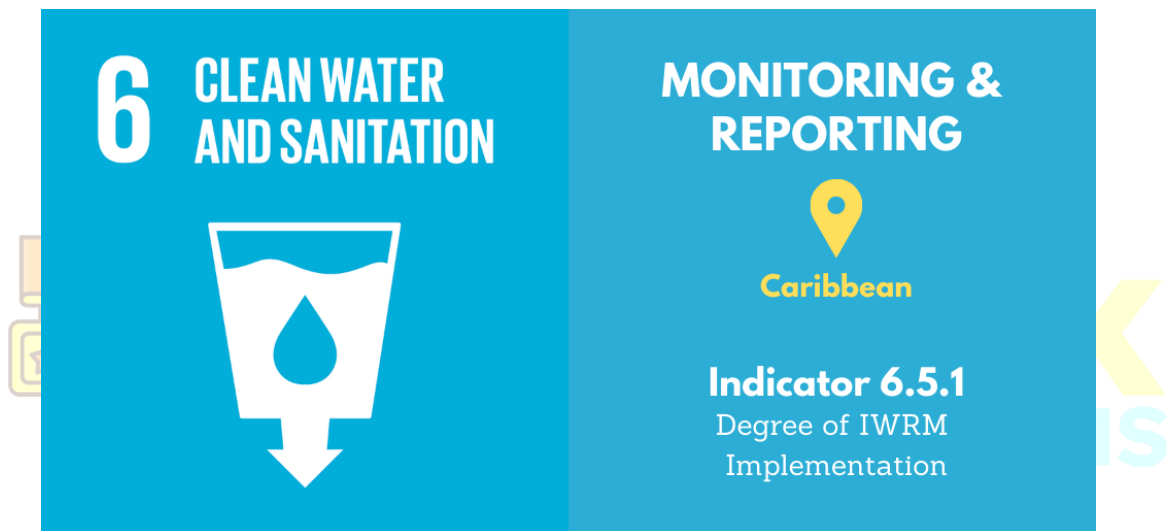 6 CLEAN WATER
AND SANITATION
MONITORING &
REPORTING
Caribbean
Indicator 6.5.1
Degree of IWRM
Implementation